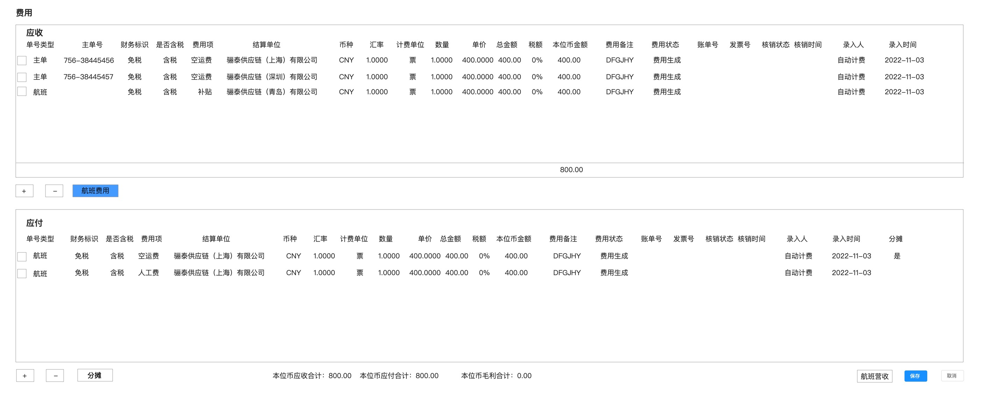 费用
应收
单号类型 主单号 财务标识 是否含税 费用项 结算单位 币种 汇率 计费单位 数量 单价 总金额 税额 本位币金额 费用备注 费用状态 账单号 发票号 核销状态 核销时间 录入人 录入时间
主单 756-38445456 免税 含税 空运费 骊泰供应链（上海）有限公司 CNY 1.0000 票 1.0000 400.0000 400.00 0% 400.00 DFGJHY 费用生成 自动计费 2022-11-03
主单 756-38445457 免税 含税 空运费 骊泰供应链（深圳）有限公司 CNY 1.0000 票 1.0000 400.0000 400.00 0% 400.00 DFGJHY 费用生成 自动计费 2022-11-03
航班 免税 含税 补贴 骊泰供应链（青岛）有限公司 CNY 1.0000 票 1.0000 400.0000 400.00 0% 400.00 DFGJHY 费用生成 自动计费 2022-11-03
800.00
+ - 航班费用
应付
单号类型 财务标识 是否含税 费用项 结算单位 币种 汇率 计费单位 数量 单价 总金额 税额 本位币金额 费用备注 费用状态 账单号 发票号 核销状态 核销时间 录入人 录入时间 分摊
航班 免税 含税 空运费 骊泰供应链（上海）有限公司 CNY 1.0000 票 1.0000 400.0000 400.00 0% 400.00 DFGJHY 费用生成 自动计费 2022-11-03 是
航班 免税 含税 人工费 骊泰供应链（上海）有限公司 CNY 1.0000 票 1.0000 400.0000 400.00 0% 400.00 DFGJHY 费用生成 自动计费 2022-11-03
+ - 分摊 本位币应收合计：800.00 本位币应付合计：800.00 本位币毛利合计：0.00 航班营收 保存 取消